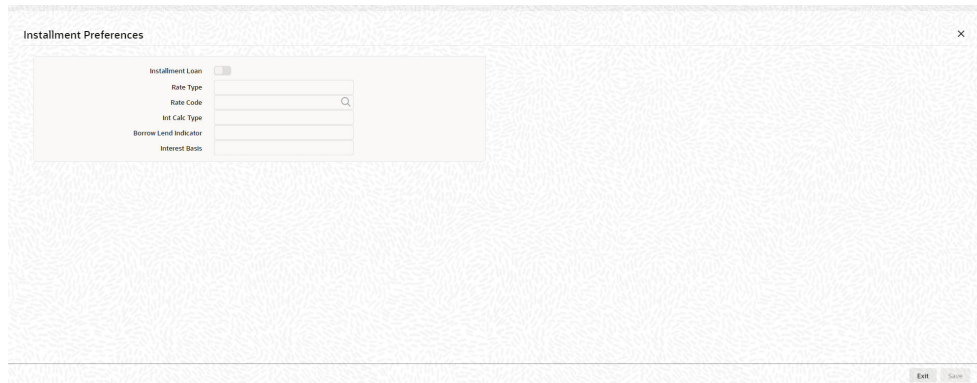 Installment Preferences
Installment Loan
Rate Type
Rate Code
Int Calc Type
Borrow Lend Indicator
Interest Basis
Exit Save